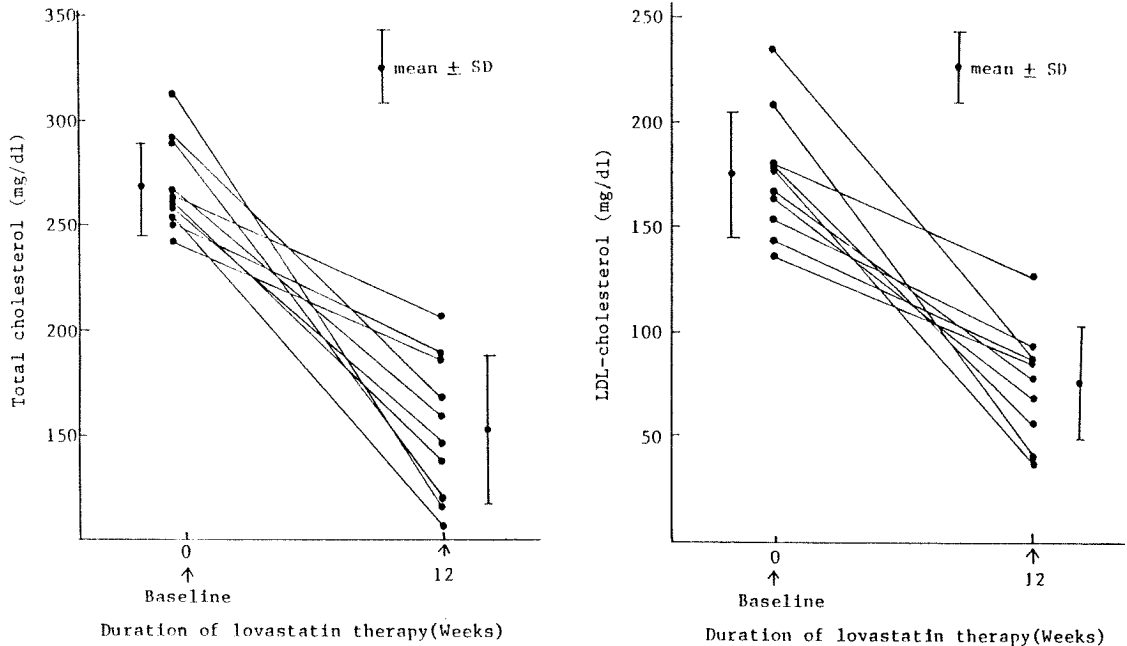 350
300
250
200
150
Total cholesterol (mg/dl)
mean ± SD
0
12
Baseline
Duration of lovastatin therapy(Weeks)
250
200
150
100
50
LDL-cholesterol (mg/dl)
mean ± SD
0
12
Baseline
Duration of lovastatin therapy(Weeks)